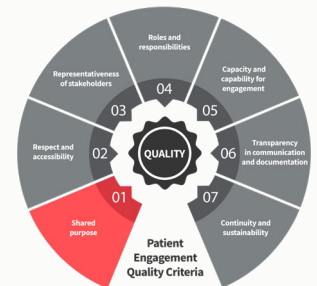 01
Shared
purpose
02
Respect and
accessibility
03
Representativeness
of stakeholders
04
Roles and
responsibilities
05
Capacity and
capability for
engagement
06
Transparency
in communication
and documentation
07
Continuity and
sustainability
QUALITY
Patient
Engagement
Quality Criteria